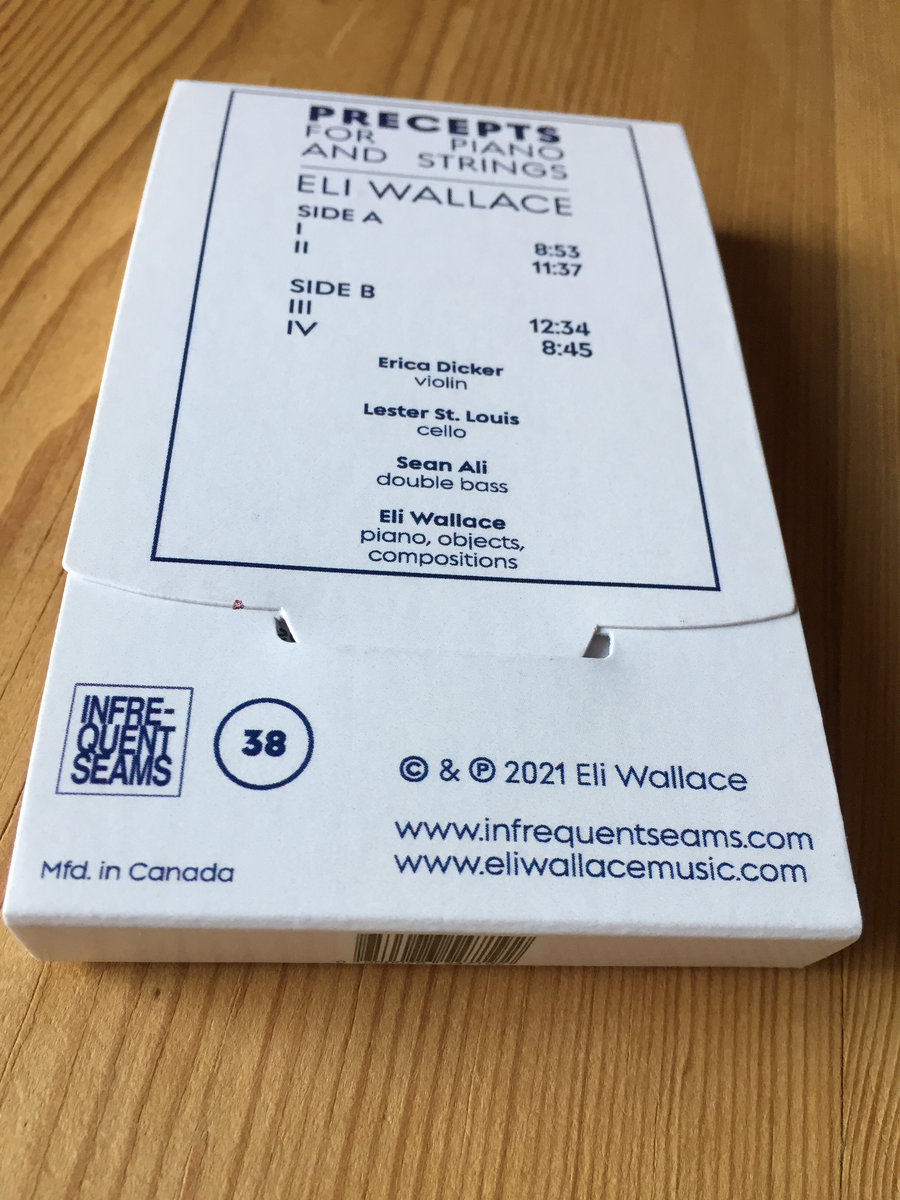 PRECEPTS
FOR PIANO
AND STRINGS
ELI WALLACE
SIDE A
I 8:53
II 11:37
SIDE B
III 12:34
IV 8:45
Erica Dicker
violin
Lester St. Louis
cello
Sean Ali
double bass
Eli Wallace
piano, objects,
compositions
INFRE-
QUENT
SEAMS
38
© & ℗ 2021 Eli Wallace
www.infrequentseams.com
www.eliwallacemusic.com
Mfd. in Canada